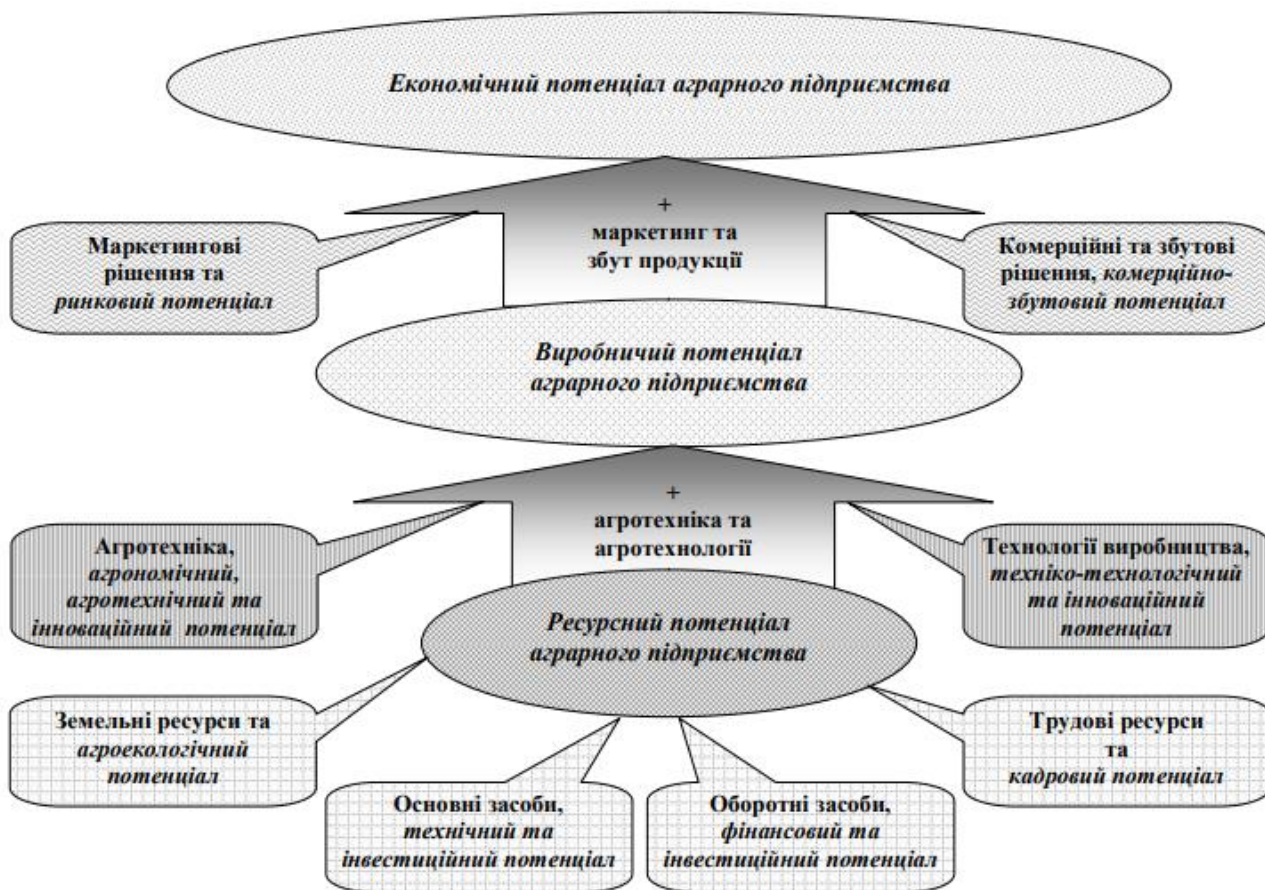 Економічний потенціал аграрного підприємства
+
маркетинг та
збут продукції
Маркетингові
рішення та
ринковий потенціал
Комерційні та збутові
рішення, комерційно-
збутовий потенціал
Виробничий потенціал
аграрного підприємства
+
агротехніка та
агротехнології
Агротехніка,
агрономічний,
агротехнічний та
інноваційний потенціал
Технології виробництва,
техніко-технологічний
та інноваційний
потенціал
Ресурсний потенціал
аграрного підприємства
Земельні ресурси та
агроекологічний
потенціал
Трудові ресурси
та
кадровий потенціал
Основні засоби,
технічний та
інвестиційний потенціал
Оборотні засоби,
фінансовий та
інвестиційний потенціал